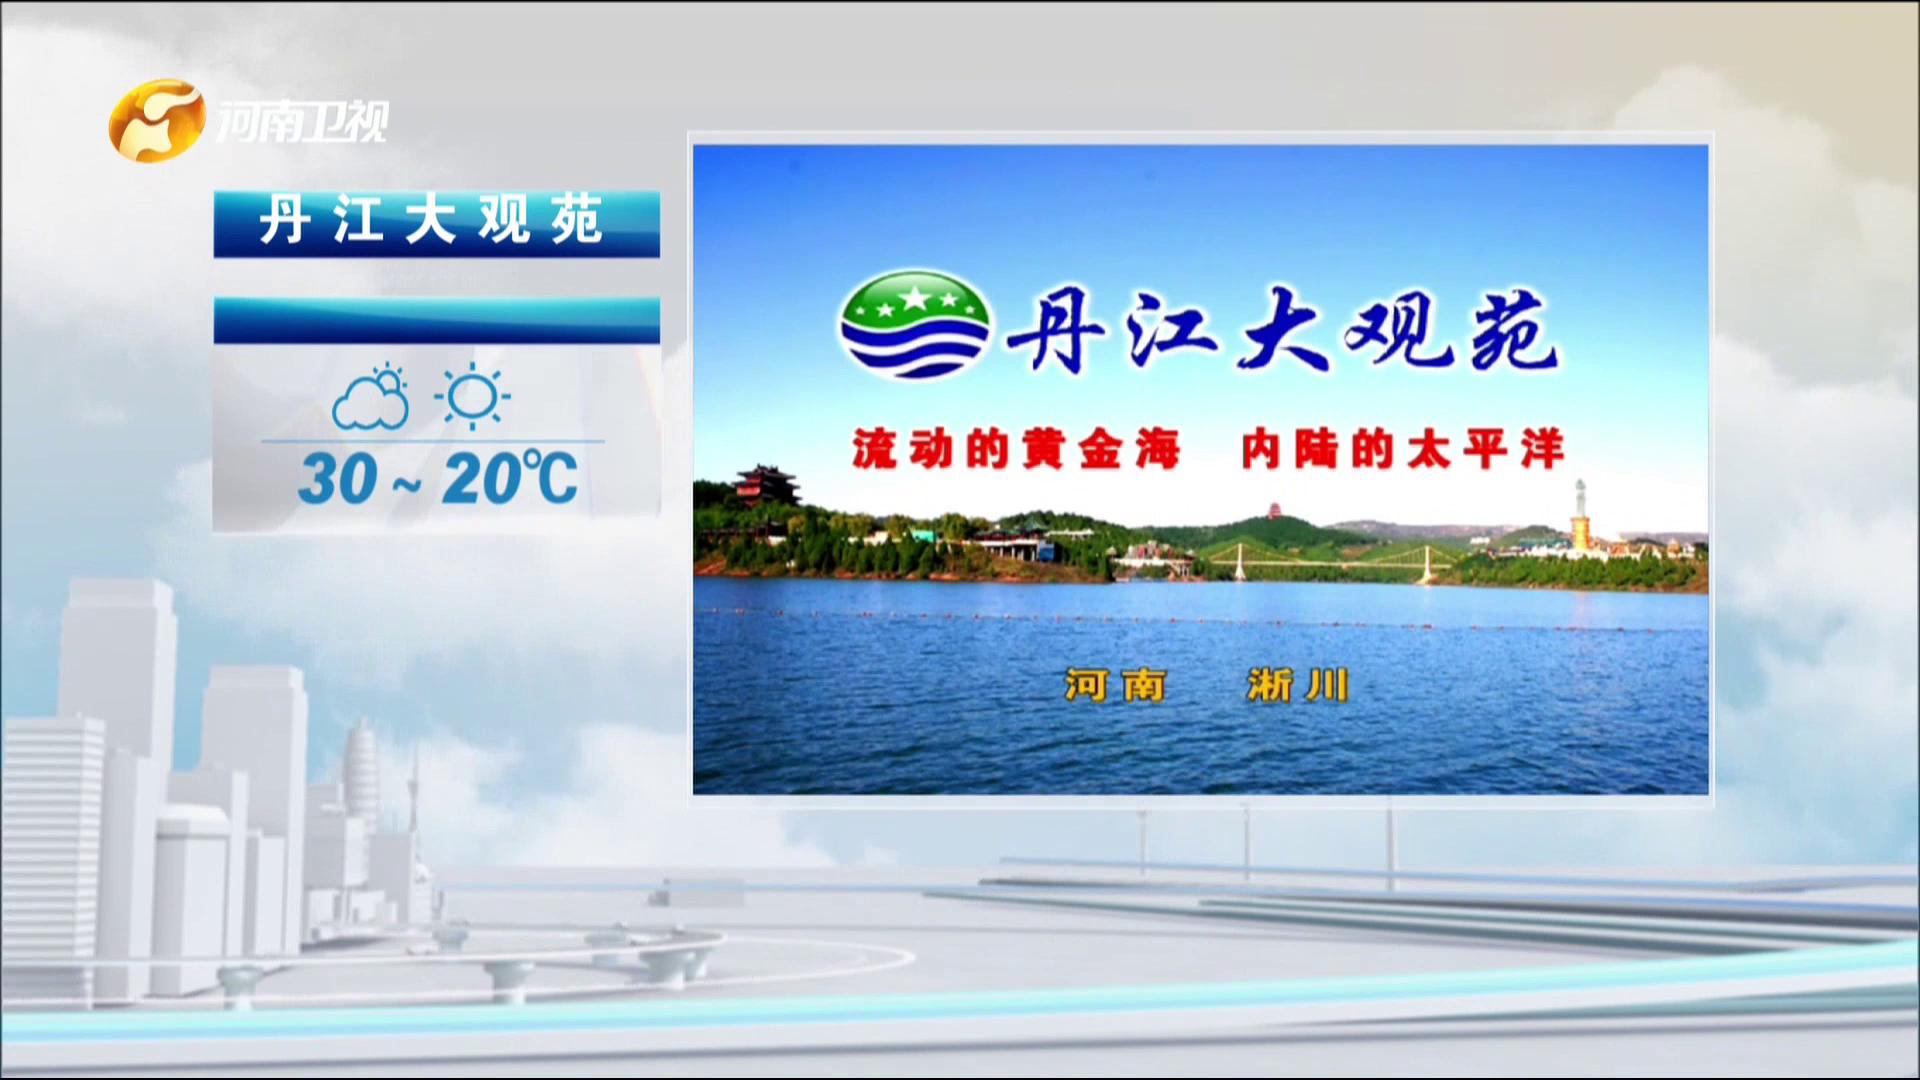 河南卫视
丹江大观苑
30~20℃
丹江大观苑
流动的黄金海 内陆的太平洋
河南 淅川